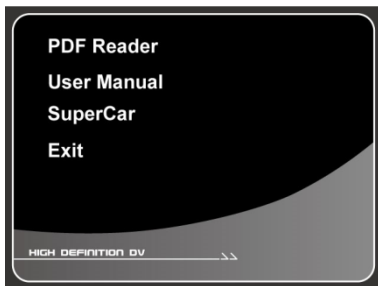 PDF Reader
User Manual
SuperCar
Exit
HIGH DEFINITION DV